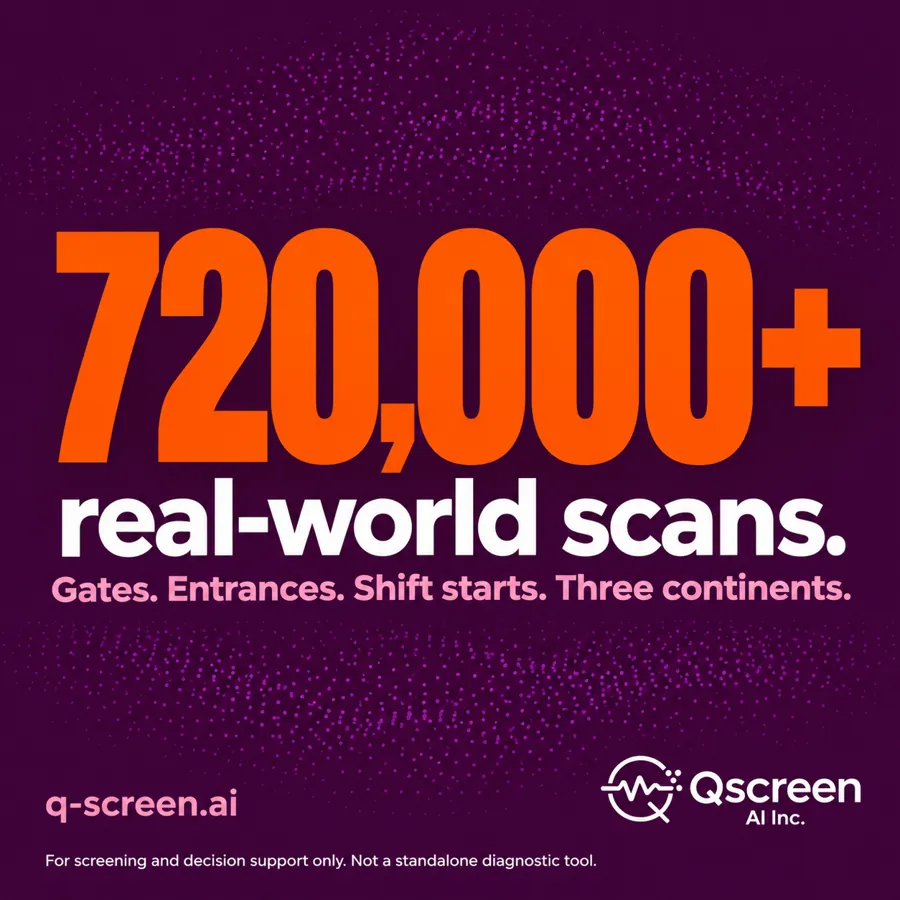 720,000+
real-world scans.
Gates. Entrances. Shift starts. Three continents.
q-screen.ai
Qscreen
AI Inc.
For screening and decision support only. Not a standalone diagnostic tool.